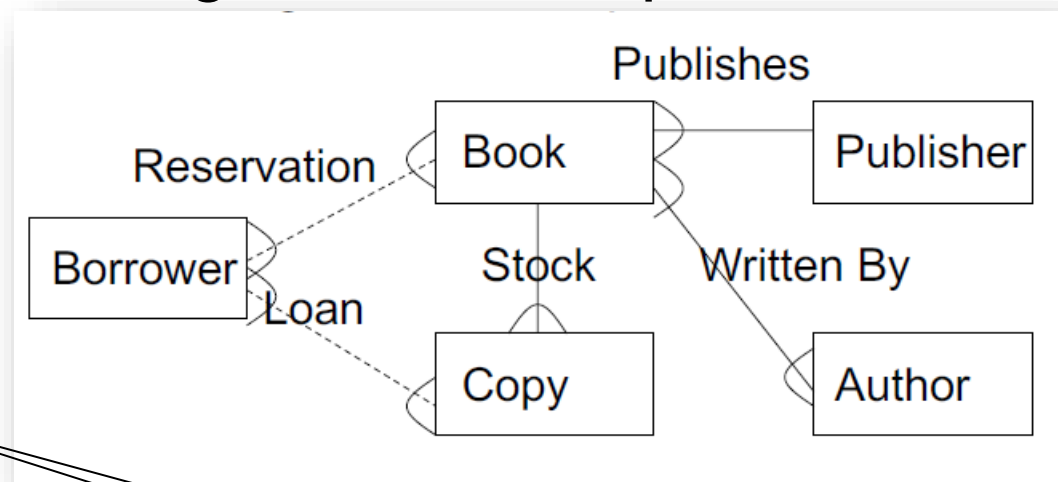 Publishes
Book
Publisher
Reservation
Borrower
Stock
Written By
Loan
Copy
Author